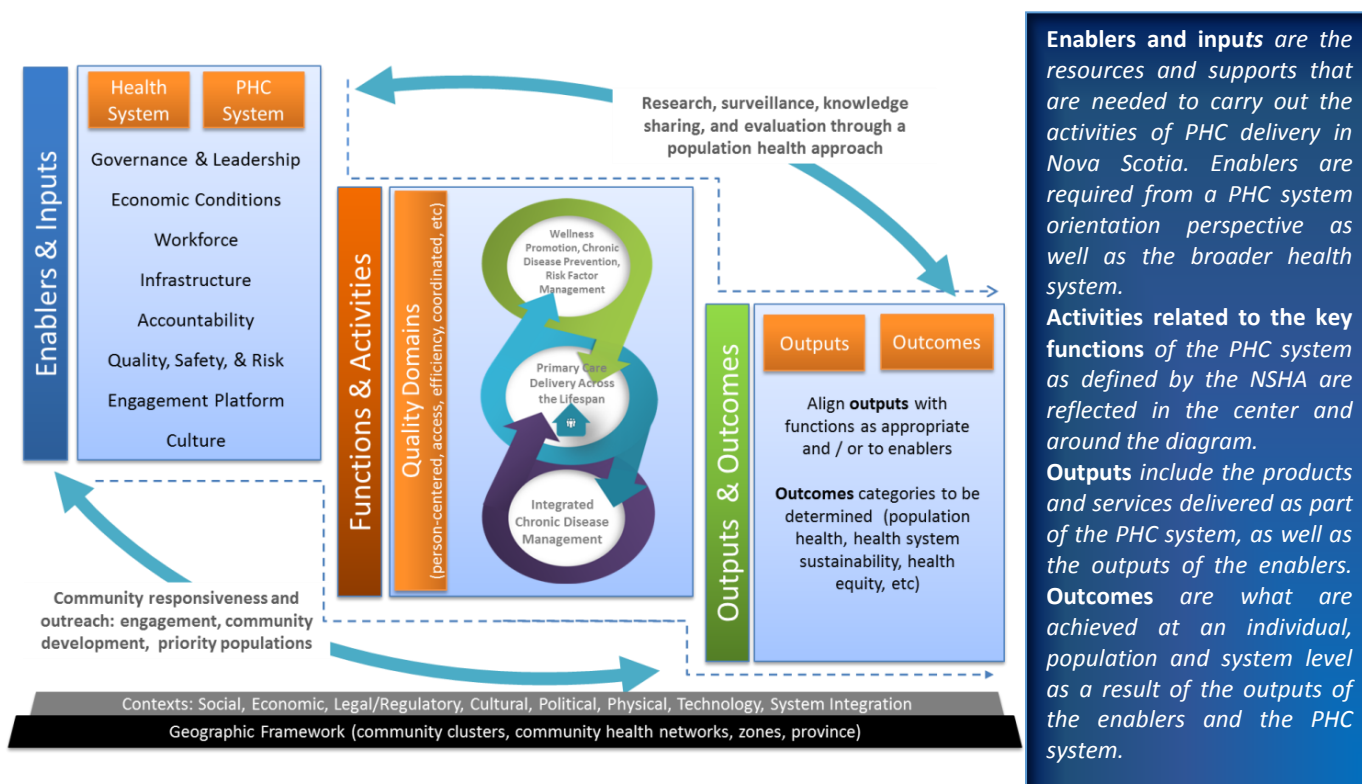 Enablers & Inputs
Health
System
PHC
System
Governance & Leadership
Economic Conditions
Workforce
Infrastructure
Accountability
Quality, Safety, & Risk
Engagement Platform
Culture
Research, surveillance, knowledge
sharing, and evaluation through a
population health approach
Functions & Activities
Quality Domains
(person-centered, access, efficiency, coordinated, etc)
Wellness
Promotion, Chronic
Disease Prevention,
Risk Factor
Management
Primary Care
Delivery Across
the Lifespan
Integrated
Chronic Disease
Management
Outputs & Outcomes
Outputs
Outcomes
Align outputs with
functions as appropriate
and / or to enablers
Outcomes categories to be
determined (population
health, health system
sustainability, health
equity, etc)
Community responsiveness and
outreach: engagement, community
development, priority populations
Contexts: Social, Economic, Legal/Regulatory, Cultural, Political, Physical, Technology, System Integration
Geographic Framework (community clusters, community health networks, zones, province)
Enablers and inputs are the
resources and supports that
are needed to carry out the
activities of PHC delivery in
Nova Scotia. Enablers are
required from a PHC system
orientation perspective as
well as the broader health
system.
Activities related to the key
functions of the PHC system
as defined by the NSHA are
reflected in the center and
around the diagram.
Outputs include the products
and services delivered as part
of the PHC system, as well as
the outputs of the enablers.
Outcomes are what are
achieved at an individual,
population and system level
as a result of the outputs of
the enablers and the PHC
system.